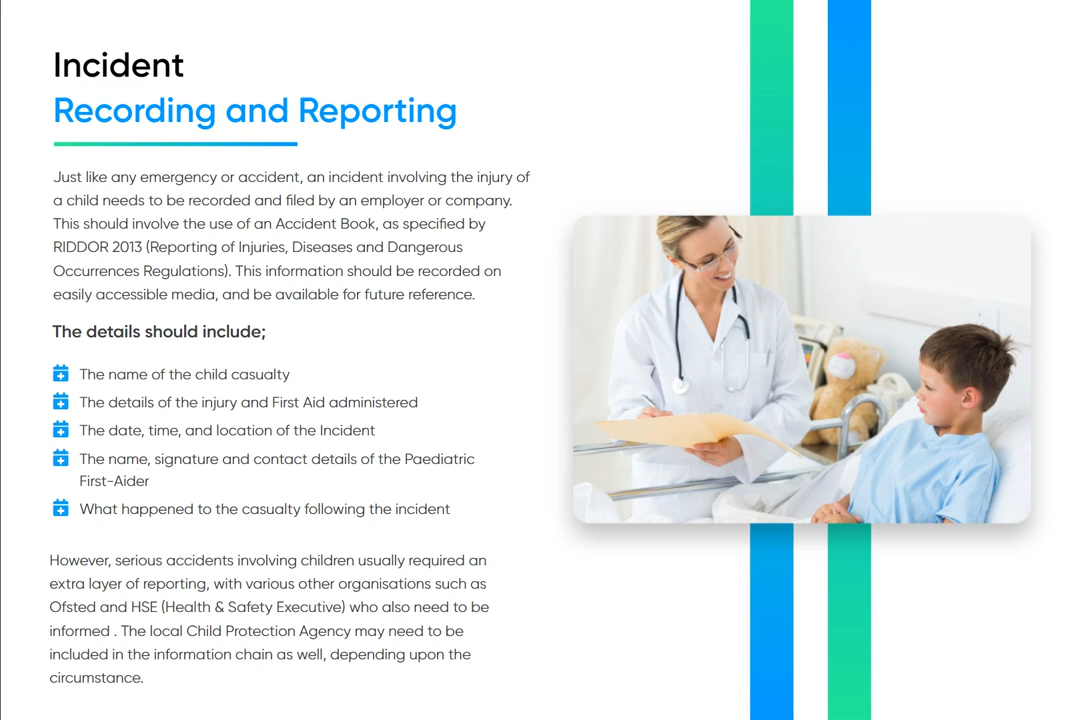 Incident
Recording and Reporting
Just like any emergency or accident, an incident involving the injury of
a child needs to be recorded and filed by an employer or company.
This should involve the use of an Accident Book, as specified by
RIDDOR 2013 (Reporting of Injuries, Diseases and Dangerous
Occurrences Regulations). This information should be recorded on
easily accessible media, and be available for future reference.
The details should include;
The name of the child casualty
The details of the injury and First Aid administered
The date, time, and location of the Incident
The name, signature and contact details of the Paediatric
First-Aider
What happened to the casualty following the incident
However, serious accidents involving children usually required an
extra layer of reporting, with various other organisations such as
Ofsted and HSE (Health & Safety Executive) who also need to be
informed . The local Child Protection Agency may need to be
included in the information chain as well, depending upon the
circumstance.